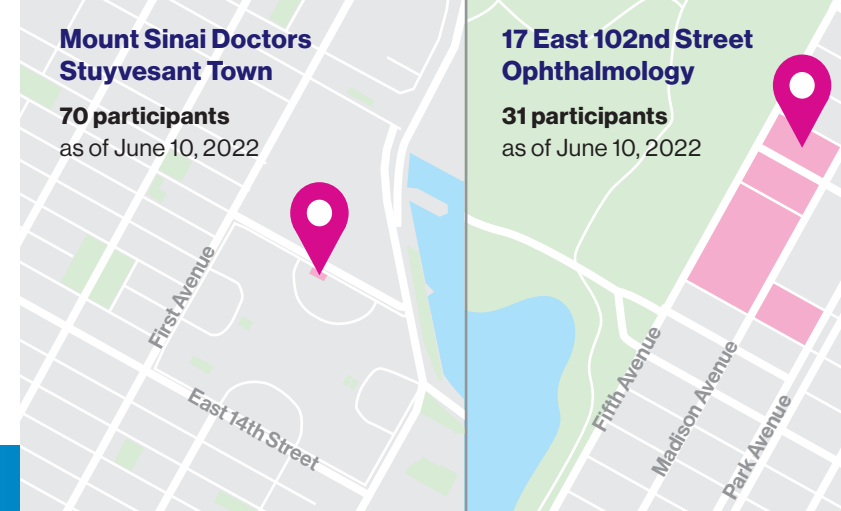 Mount Sinai Doctors
Stuyvesant Town
70 participants
as of June 10, 2022
First Avenue
East 14th Street
17 East 102nd Street
Ophthalmology
31 participants
as of June 10, 2022
Fifth Avenue
Madison Avenue
Park Avenue